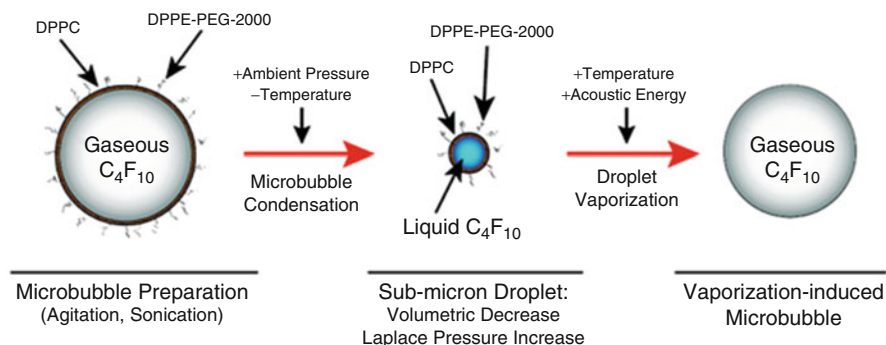 DPPC
DPPE-PEG-2000
Gaseous
C₄F₁₀
+Ambient Pressure
–Temperature
Microbubble
Condensation
DPPE-PEG-2000
DPPC
Liquid C₄F₁₀
+Temperature
+Acoustic Energy
Droplet
Vaporization
Gaseous
C₄F₁₀
Microbubble Preparation
(Agitation, Sonication)
Sub-micron Droplet:
Volumetric Decrease
Laplace Pressure Increase
Vaporization-induced
Microbubble